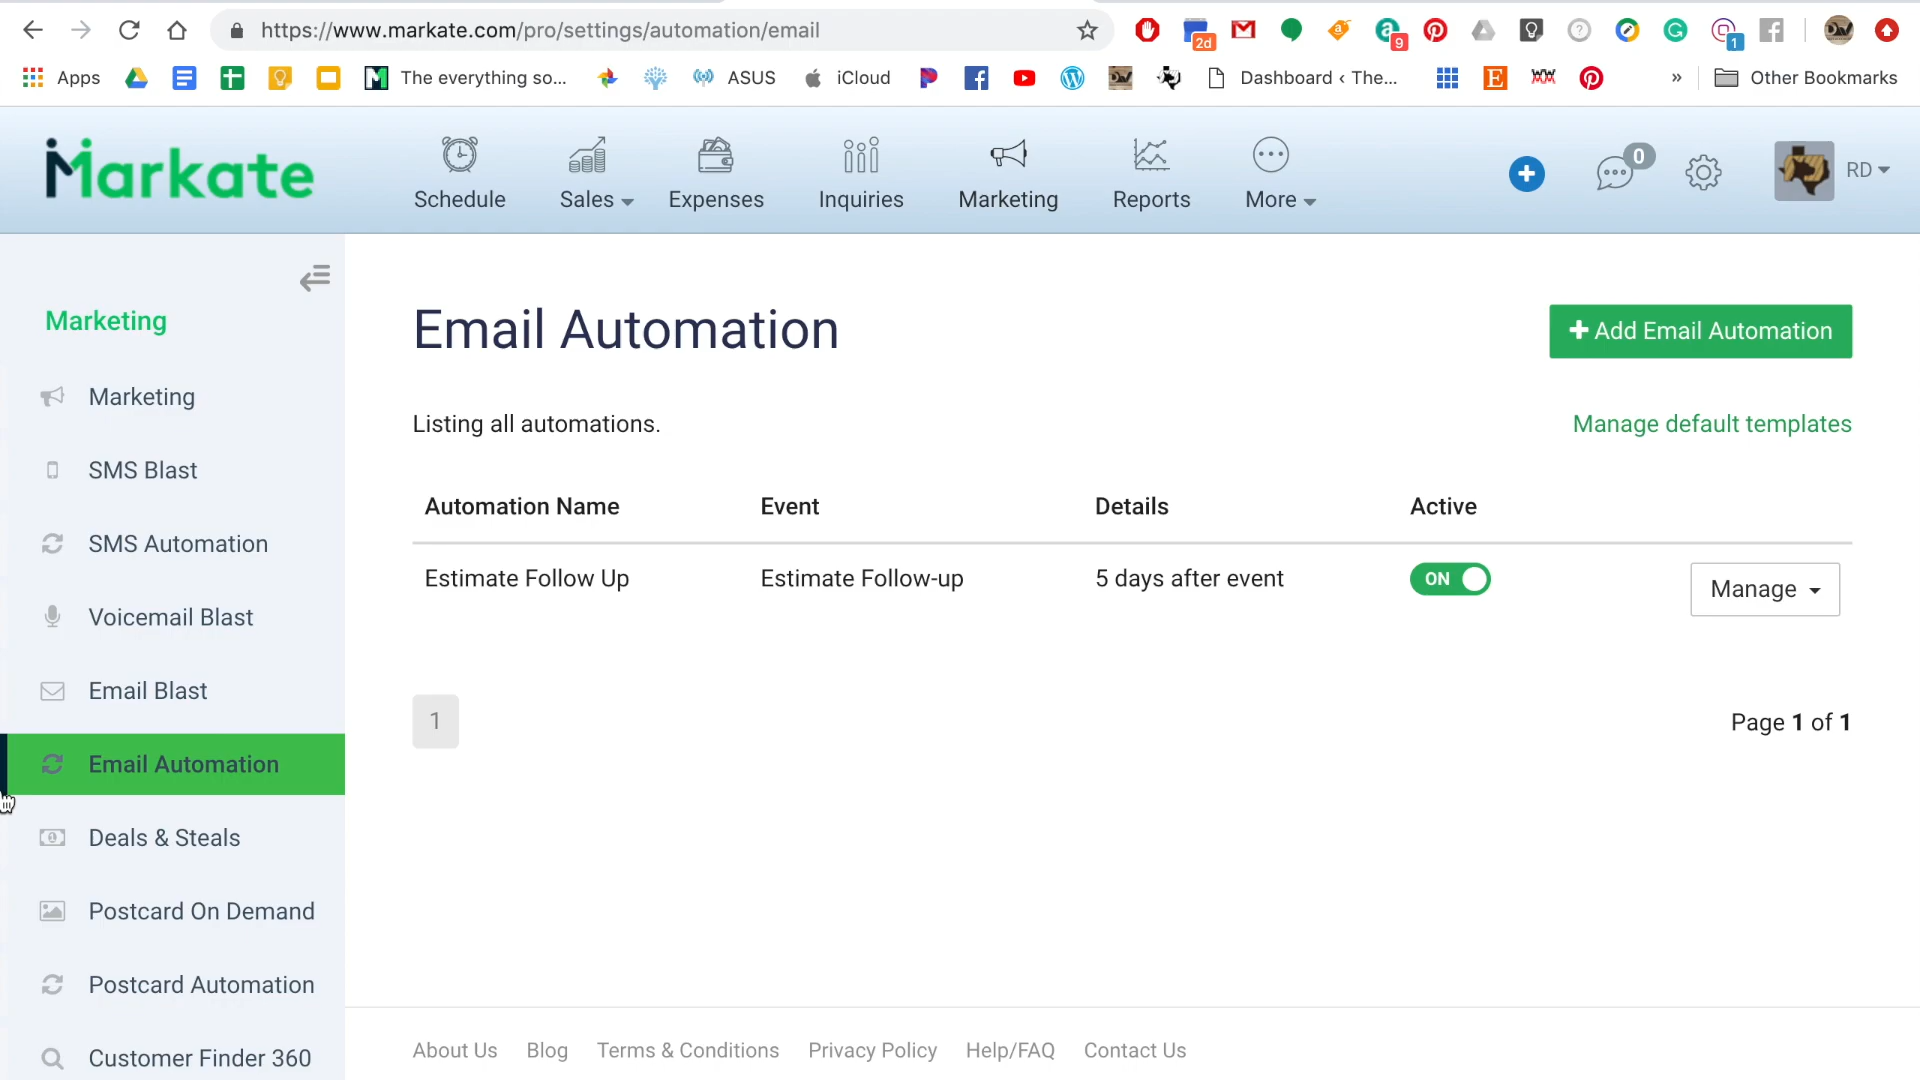 https://www.markate.com/pro/settings/automation/email
2d
9
1
Apps
The everything so...
ASUS
iCloud
Dashboard ‹ The...
»
Other Bookmarks
Markate
Schedule
Sales
Expenses
Inquiries
Marketing
Reports
More
0
RD
Marketing
Marketing
SMS Blast
SMS Automation
Voicemail Blast
Email Blast
Email Automation
Deals & Steals
Postcard On Demand
Postcard Automation
Customer Finder 360
Email Automation
+ Add Email Automation
Listing all automations.
Manage default templates
Automation Name Event Details Active
Estimate Follow Up Estimate Follow-up 5 days after event ON Manage
1
Page 1 of 1
About Us Blog Terms & Conditions Privacy Policy Help/FAQ Contact Us